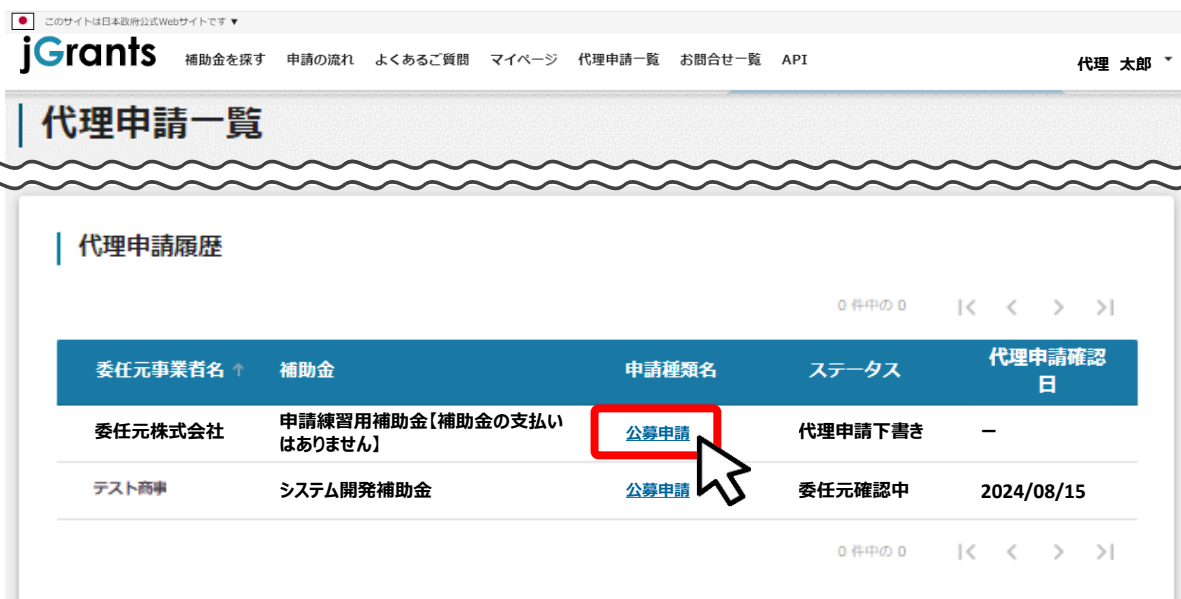 このサイトは日本政府公式Webサイトです ▼
jGrants 補助金を探す 申請の流れ よくあるご質問 マイページ 代理申請一覧 お問合せ一覧 API 代理 太郎
代理申請一覧
代理申請履歴
0 件中の 0
委任元事業者名 ↑ 補助金 申請種類名 ステータス 代理申請確認
日
委任元株式会社 申請練習用補助金【補助金の支払い
はありません】 公募申請 代理申請下書き ー
テスト商事 システム開発補助金 公募申請 委任元確認中 2024/08/15
0 件中の 0